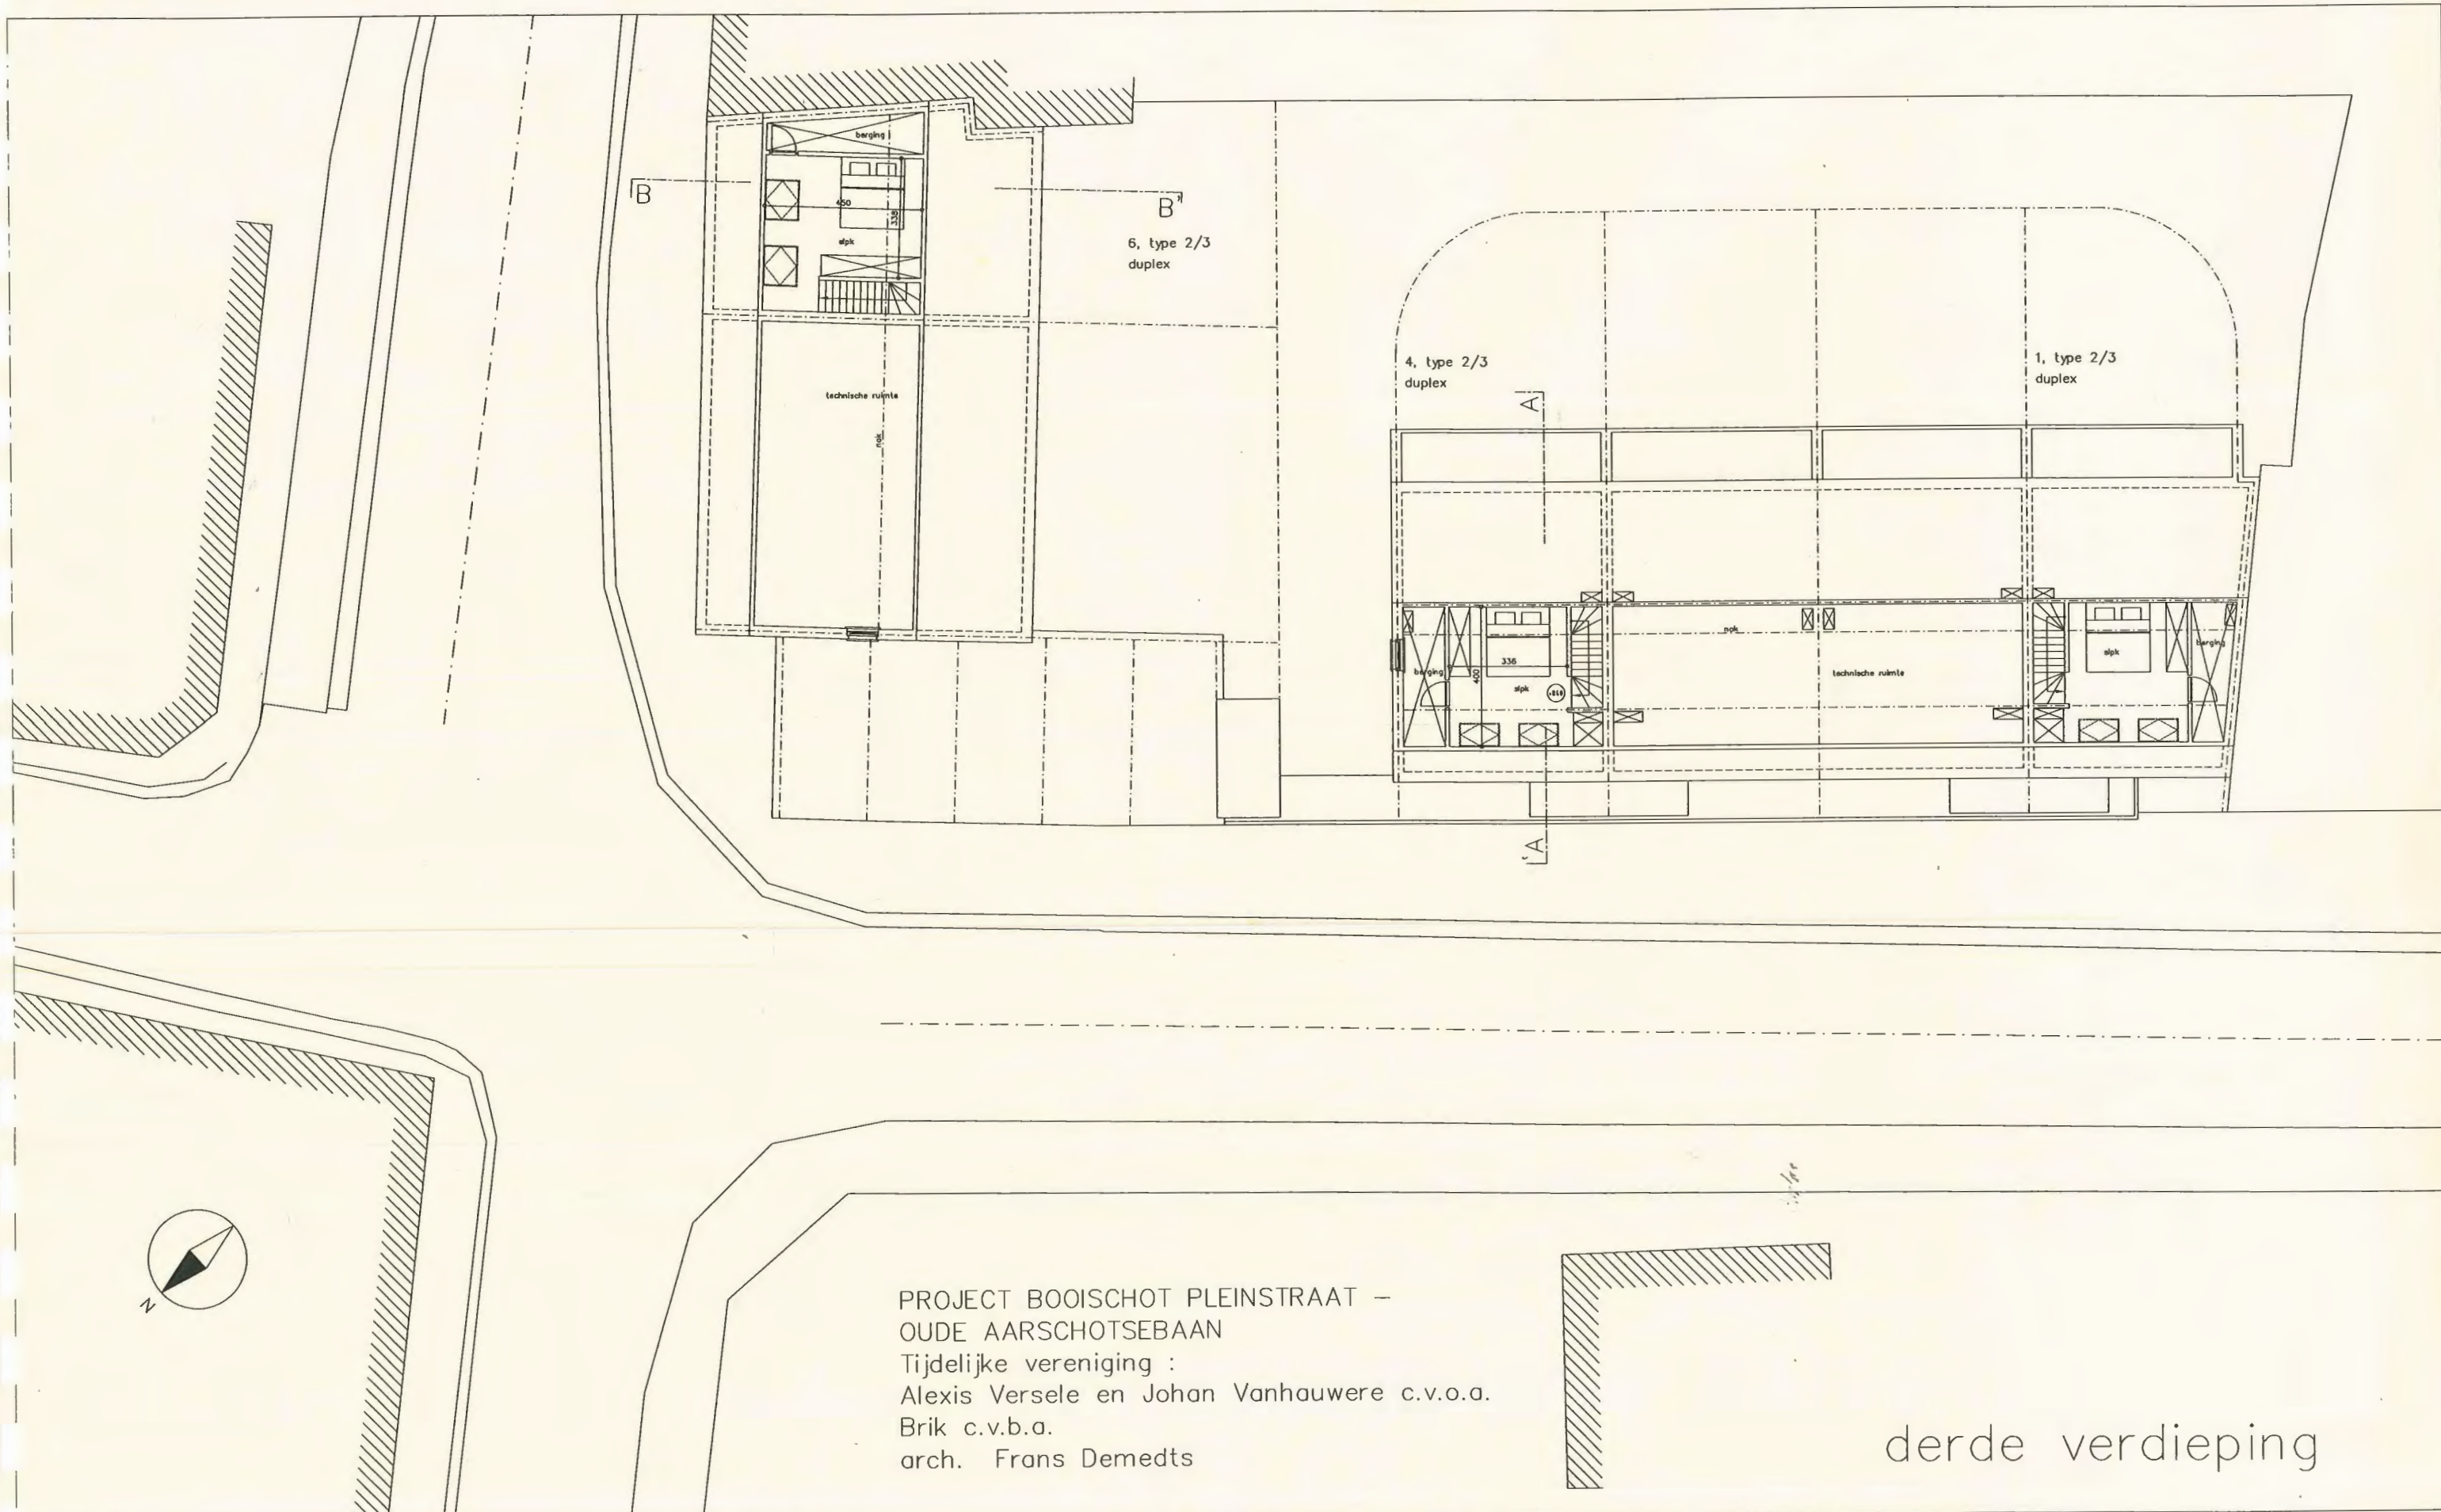 berging
B
450
338
B'
slpk
6, type 2/3
duplex
technische ruimte
nok
4, type 2/3
duplex
1, type 2/3
duplex
A
nok
berging
336
400
slpk
technische ruimte
slpk
berging
A'
N
PROJECT BOOISCHOT PLEINSTRAAT –
OUDE AARSCHOTSEBAAN
Tijdelijke vereniging :
Alexis Versele en Johan Vanhauwere c.v.o.a.
Brik c.v.b.a.
arch. Frans Demedts
derde verdieping